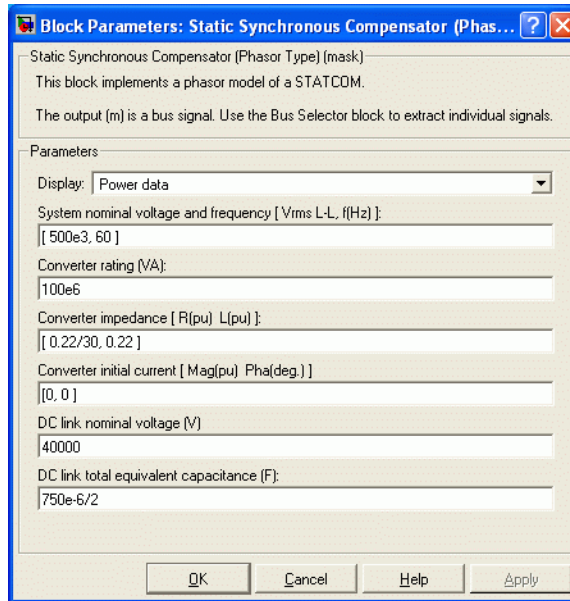 Block Parameters: Static Synchronous Compensator (Phas...
Static Synchronous Compensator (Phasor Type) (mask)
This block implements a phasor model of a STATCOM.
The output (m) is a bus signal. Use the Bus Selector block to extract individual signals.
Parameters
Display: Power data
System nominal voltage and frequency [ Vrms L-L, f(Hz) ]:
[ 500e3, 60 ]
Converter rating (VA):
100e6
Converter impedance [ R(pu) L(pu) ]:
[ 0.22/30, 0.22 ]
Converter initial current [ Mag(pu) Pha(deg.) ]
[0, 0 ]
DC link nominal voltage (V)
40000
DC link total equivalent capacitance (F):
750e-6/2
OK Cancel Help Apply